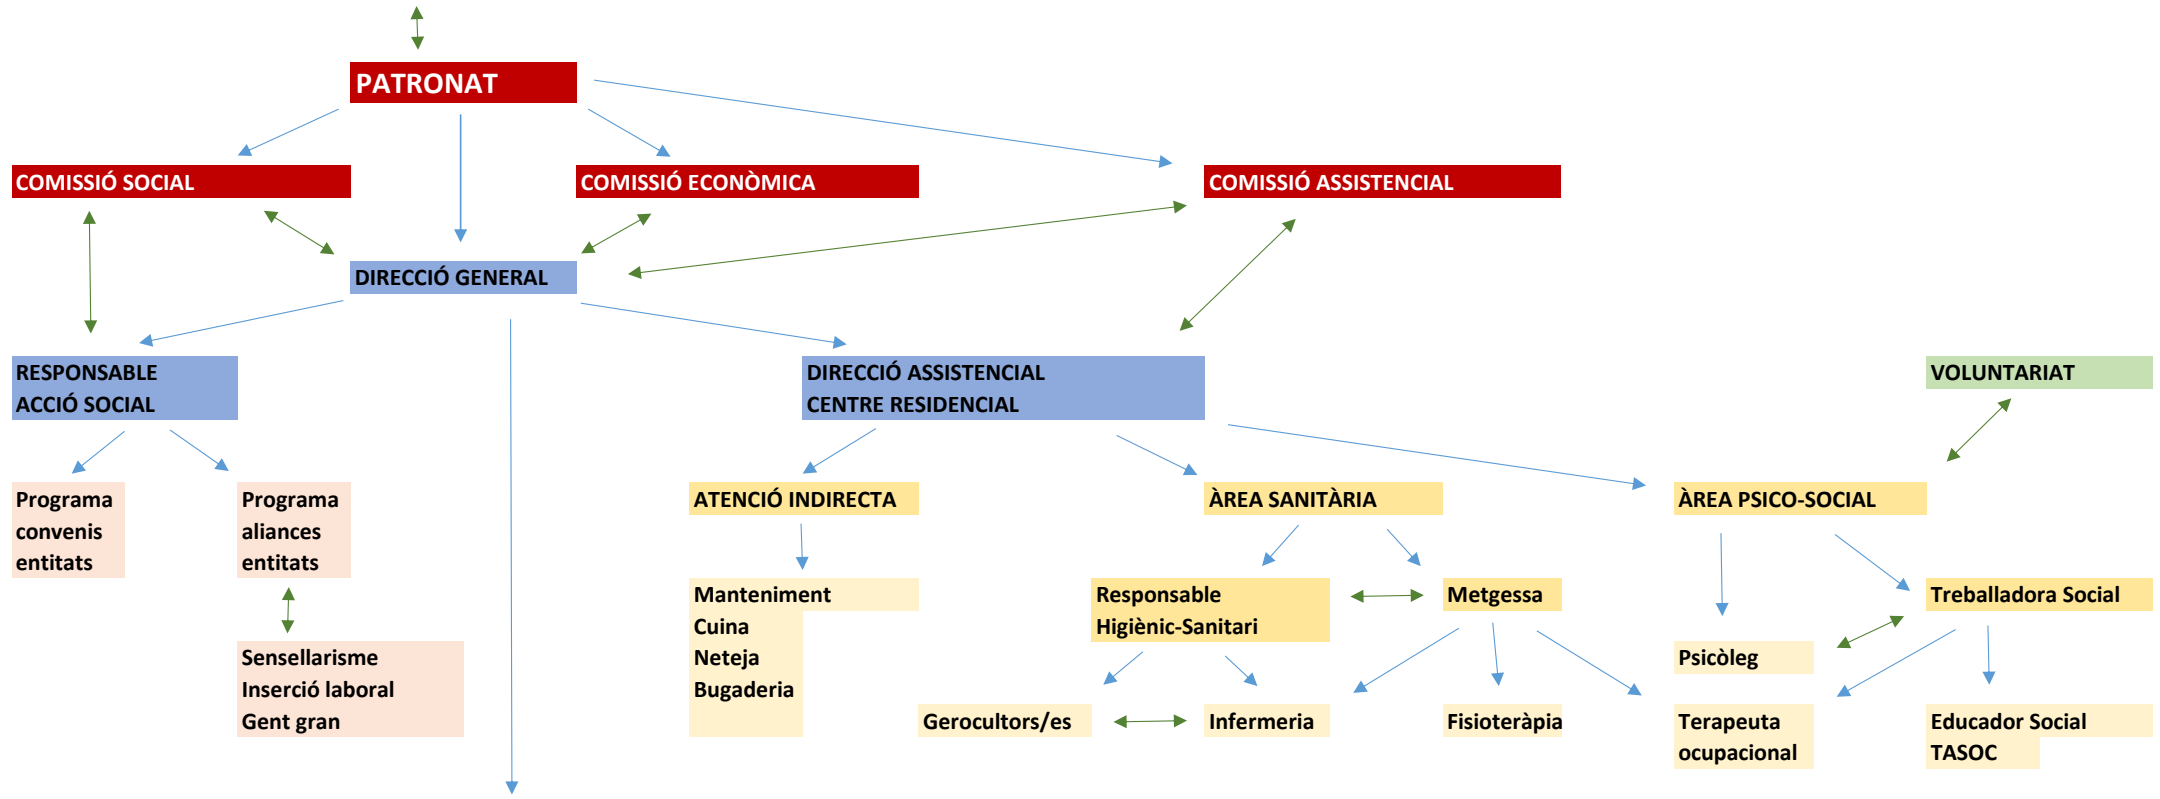 PATRONAT
COMISSIÓ SOCIAL
COMISSIÓ ECONÒMICA
COMISSIÓ ASSISTENCIAL
DIRECCIÓ GENERAL
RESPONSABLE
ACCIÓ SOCIAL
DIRECCIÓ ASSISTENCIAL
CENTRE RESIDENCIAL
VOLUNTARIAT
Programa
convenis
entitats
Programa
aliances
entitats
ATENCIÓ INDIRECTA
ÀREA SANITÀRIA
ÀREA PSICO-SOCIAL
Manteniment
Cuina
Neteja
Bugaderia
Responsable
Higiènic-Sanitari
Metgessa
Treballadora Social
Sensellarisme
Inserció laboral
Gent gran
Psicòleg
Gerocultors/es
Infermeria
Fisioteràpia
Terapeuta
ocupacional
Educador Social
TASOC